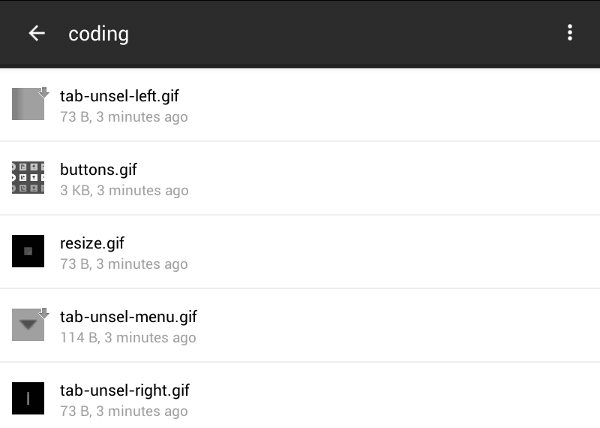 coding
tab-unsel-left.gif
73 B, 3 minutes ago
buttons.gif
3 KB, 3 minutes ago
resize.gif
73 B, 3 minutes ago
tab-unsel-menu.gif
114 B, 3 minutes ago
tab-unsel-right.gif
73 B, 3 minutes ago